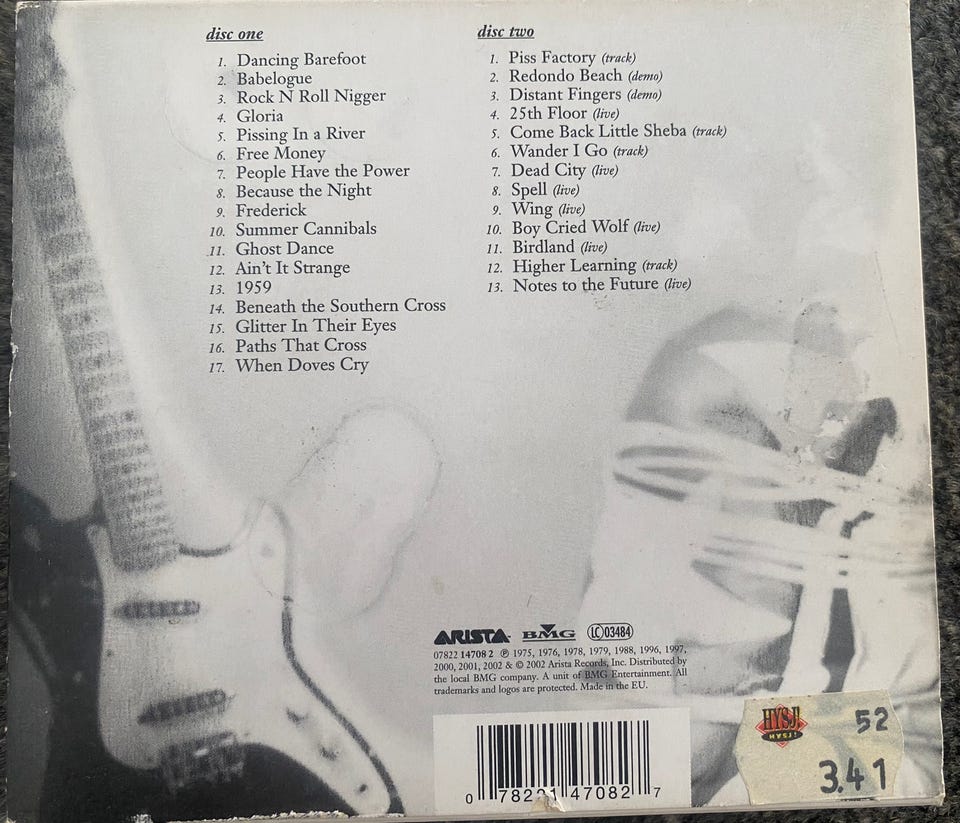 disc one
1. Dancing Barefoot
2. Babelogue
3. Rock N Roll Nigger
4. Gloria
5. Pissing In a River
6. Free Money
7. People Have the Power
8. Because the Night
9. Frederick
10. Summer Cannibals
11. Ghost Dance
12. Ain't It Strange
13. 1959
14. Beneath the Southern Cross
15. Glitter In Their Eyes
16. Paths That Cross
17. When Doves Cry
disc two
1. Piss Factory (track)
2. Redondo Beach (demo)
3. Distant Fingers (demo)
4. 25th Floor (live)
5. Come Back Little Sheba (track)
6. Wander I Go (track)
7. Dead City (live)
8. Spell (live)
9. Wing (live)
10. Boy Cried Wolf (live)
11. Birdland (live)
12. Higher Learning (track)
13. Notes to the Future (live)
ARISTA BMG LC 03484
07822 14708 2 ℗ 1975, 1976, 1978, 1979, 1988, 1996, 1997,
2000, 2001, 2002 & © 2002 Arista Records, Inc. Distributed by
the local BMG company. A unit of BMG Entertainment. All
trademarks and logos are protected. Made in the EU.
0 78221 47082 7
HYSJ! 52
HYSJ!
3.41